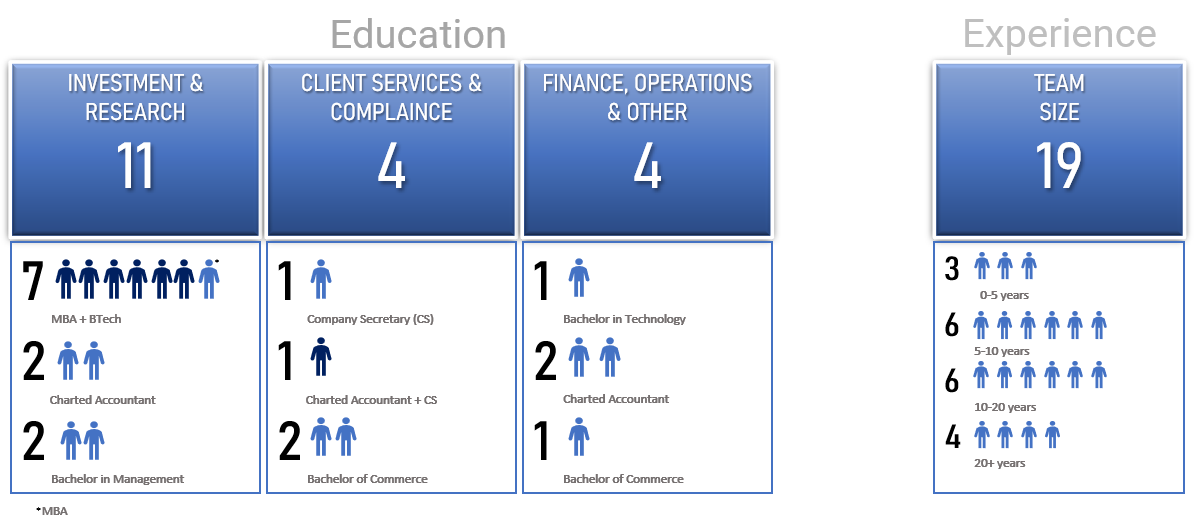 Education
Experience
INVESTMENT &
RESEARCH
11
CLIENT SERVICES &
COMPLAINCE
4
FINANCE, OPERATIONS
& OTHER
4
TEAM
SIZE
19
7
*
MBA + BTech
2
Charted Accountant
2
Bachelor in Management
1
Company Secretary (CS)
1
Charted Accountant + CS
2
Bachelor of Commerce
1
Bachelor in Technology
2
Charted Accountant
1
Bachelor of Commerce
3
0-5 years
6
5-10 years
6
10-20 years
4
20+ years
*MBA